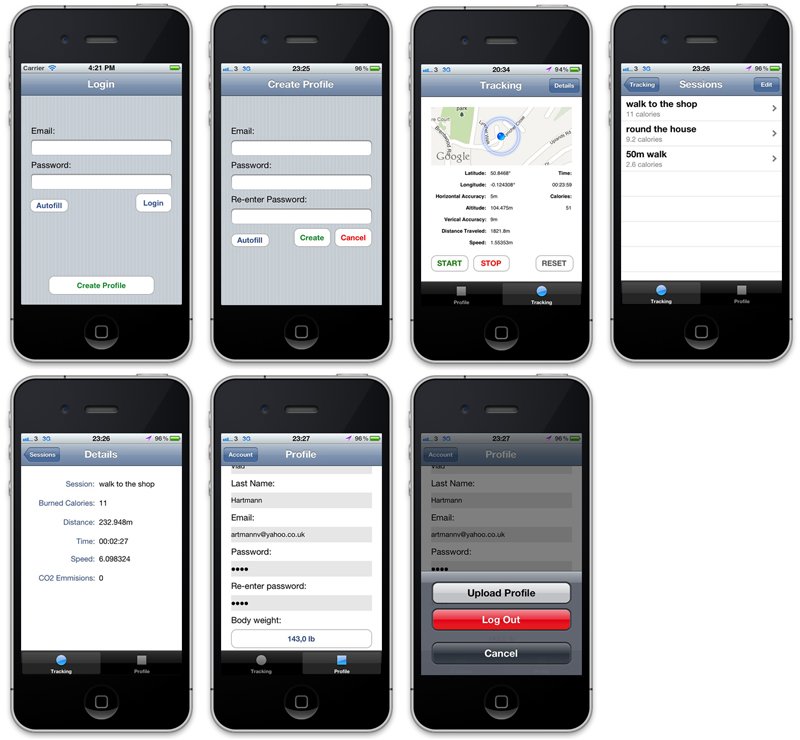 Carrier 4:21 PM
Login
Email:
Password:
Autofill
Login
Create Profile
3 3G 23:25 96%
Create Profile
Email:
Password:
Re-enter Password:
Autofill
Create
Cancel
3 3G 20:34 94%
Tracking
Details
park
re Court
Brentwood Rd
Uplands Rd
Google
Latitude: 50.8468°
Time:
Longitude: -0.124308°
00:23:59
Horizontal Accuracy: 5m
Calories:
Altitude: 104.475m
51
Verical Accuracy: 9m
Distance Traveled: 1821.8m
Speed: 1.55353m
START
STOP
RESET
Profile
Tracking
3 3G 23:26 96%
Tracking
Sessions
Edit
walk to the shop
11 calories
round the house
9.2 calories
50m walk
2.6 calories
Tracking
Profile
3 3G 23:26 96%
Sessions
Details
Session: walk to the shop
Burned Calories: 11
Distance: 232.948m
Time: 00:02:27
Speed: 6.098324
CO2 Emmisions: 0
Tracking
Profile
3 3G 23:27 96%
Account
Profile
Vlad
Last Name:
Hartmann
Email:
artmannv@yahoo.co.uk
Password:
••••
Re-enter password:
••••
Body weight:
143,0 lb
Tracking
Profile
3 3G 23:27 96%
Account
Profile
Vlad
Last Name:
Hartmann
Email:
artmannv@yahoo.co.uk
Password:
••••
Upload Profile
Log Out
Cancel